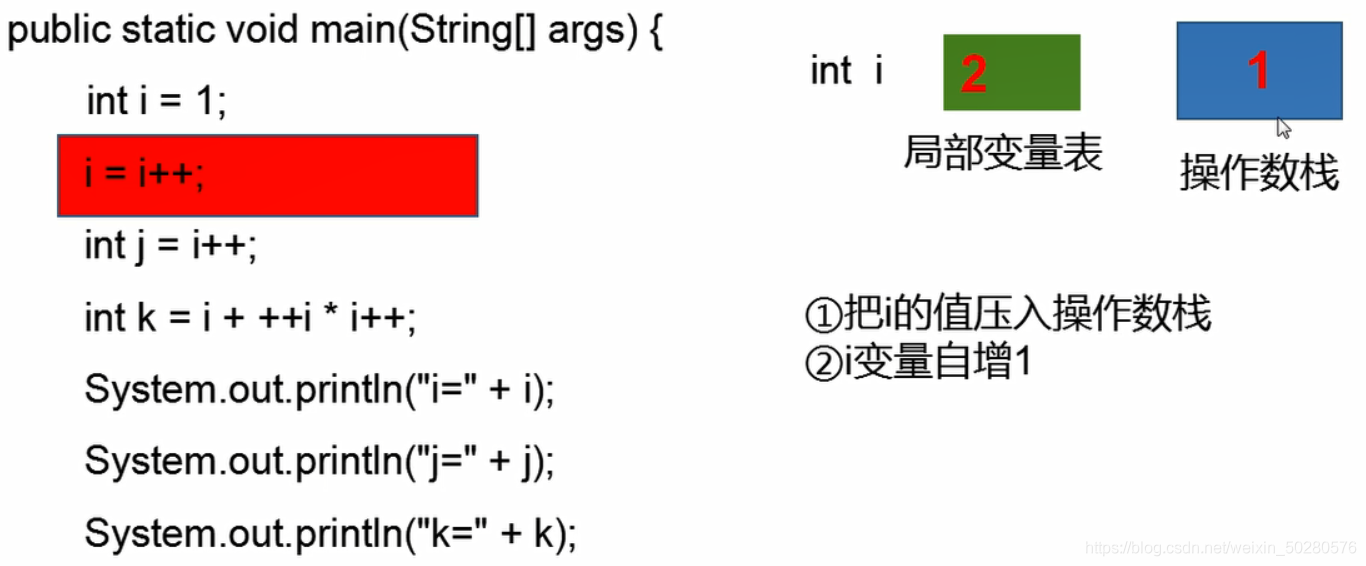 public static void main(String[] args) {
int i = 1;
i = i++;
int j = i++;
int k = i + ++i * i++;
System.out.println("i=" + i);
System.out.println("j=" + j);
System.out.println("k=" + k);
int i
2
1
局部变量表
操作数栈
①把i的值压入操作数栈
②i变量自增1
https://blog.csdn.net/weixin_50280576